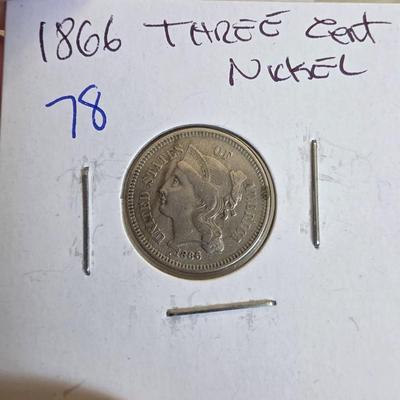 1866 THREE Cent
NICKEL
78
UNITED STATES OF AMERICA
1866